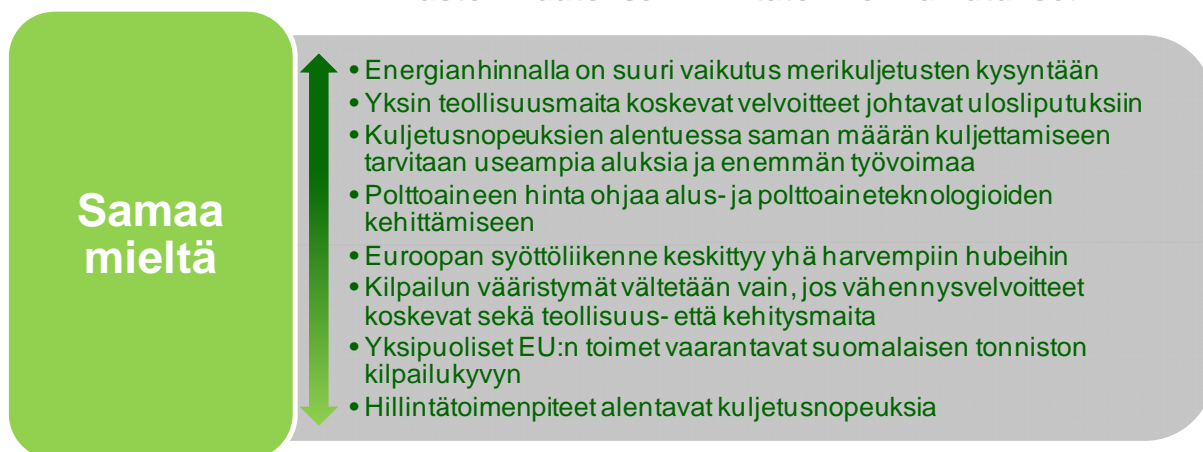 Samaa
mieltä
• Energianhinnalla on suuri vaikutus merikuljetusten kysyntään
• Yksin teollisuusmaita koskevat velvoitteet johtavat ulosliputuksiin
• Kuljetusnopeuksien alentuessa saman määrän kuljettamiseen
tarvitaan useampia aluksia ja enemmän työvoimaa
• Polttoaineen hinta ohjaa alus- ja polttoaineteknologioiden
kehittämiseen
• Euroopan syöttöliikenne keskittyy yhä harvempiin hubeihin
• Kilpailun vääristymät vältetään vain, jos vähennysvelvoitteet
koskevat sekä teollisuus- että kehitysmaita
• Yksipuoliset EU:n toimet vaarantavat suomalaisen tonniston
kilpailukyvyn
• Hillintätoimenpiteet alentavat kuljetusnopeuksia